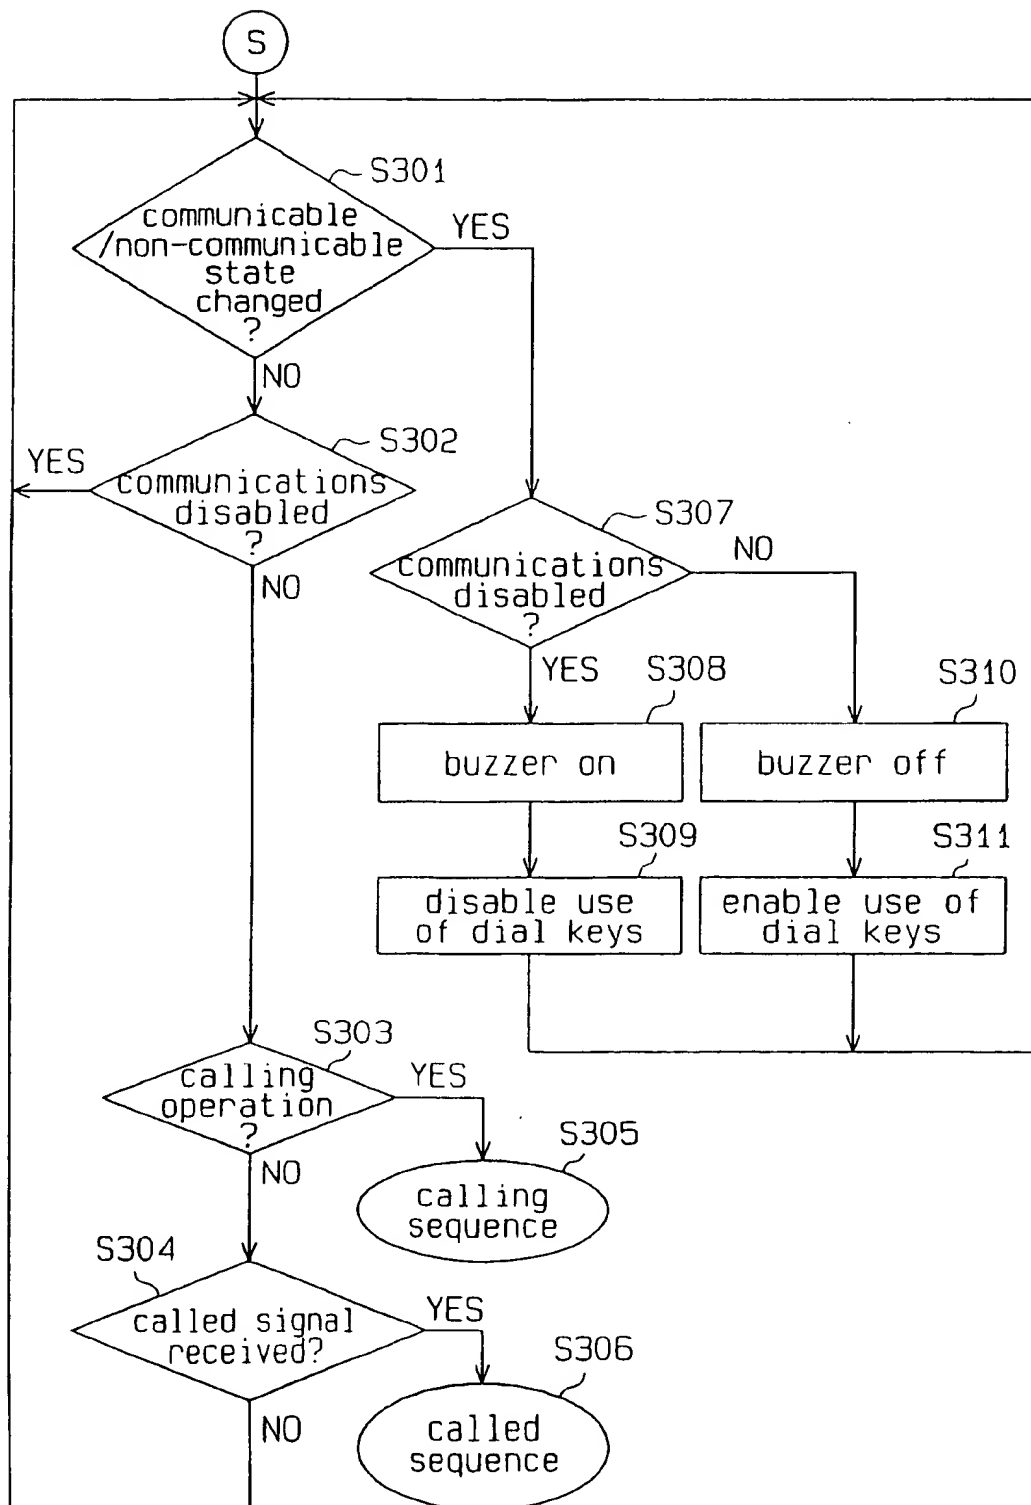 S
S301
communicable
/non-communicable
state
changed
?
YES
NO
S302
YES
communications
disabled
?
NO
S307
communications
disabled
?
NO
YES
S308
buzzer on
S310
buzzer off
S309
disable use
of dial keys
S311
enable use of
dial keys
S303
calling
operation
?
YES
NO
S305
calling
sequence
S304
called signal
received?
YES
NO
S306
called
sequence